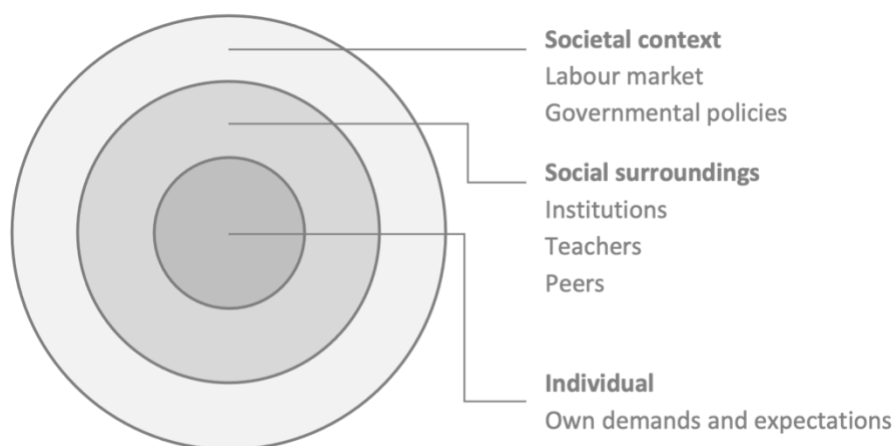 Societal context
Labour market
Governmental policies
Social surroundings
Institutions
Teachers
Peers
Individual
Own demands and expectations